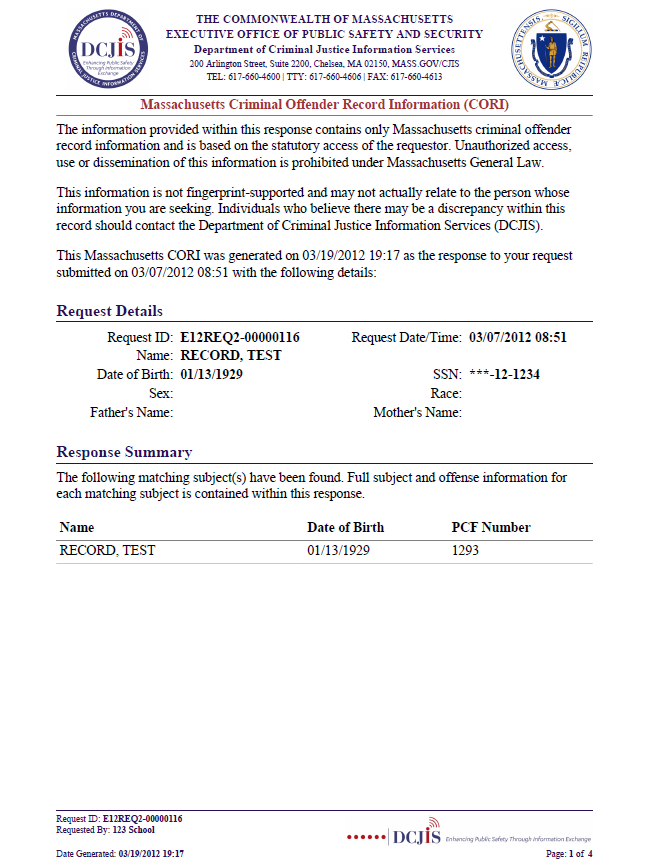 THE COMMONWEALTH OF MASSACHUSETTS
EXECUTIVE OFFICE OF PUBLIC SAFETY AND SECURITY
Department of Criminal Justice Information Services
200 Arlington Street, Suite 2200, Chelsea, MA 02150, MASS.GOV/CJIS
TEL: 617-660-4600 | TTY: 617-660-4606 | FAX: 617-660-4613
MASSACHUSETTS DEPARTMENT OF
CRIMINAL JUSTICE INFORMATION SERVICES
DCJIS
Enhancing Public Safety
Through Information
Exchange
SIGILLUM REIPUBLICÆ
MASSACHUSETTENSIS
Massachusetts Criminal Offender Record Information (CORI)
The information provided within this response contains only Massachusetts criminal offender
record information and is based on the statutory access of the requestor. Unauthorized access,
use or dissemination of this information is prohibited under Massachusetts General Law.
This information is not fingerprint-supported and may not actually relate to the person whose
information you are seeking. Individuals who believe there may be a discrepancy within this
record should contact the Department of Criminal Justice Information Services (DCJIS).
This Massachusetts CORI was generated on 03/19/2012 19:17 as the response to your request
submitted on 03/07/2012 08:51 with the following details:
Request Details
Request ID: E12REQ2-00000116 Request Date/Time: 03/07/2012 08:51
Name: RECORD, TEST
Date of Birth: 01/13/1929 SSN: ***-12-1234
Sex: Race:
Father's Name: Mother's Name:
Response Summary
The following matching subject(s) have been found. Full subject and offense information for
each matching subject is contained within this response.
Name Date of Birth PCF Number
RECORD, TEST 01/13/1929 1293
Request ID: E12REQ2-00000116
Requested By: 123 School
DCJIS Enhancing Public Safety Through Information Exchange
Date Generated: 03/19/2012 19:17 Page: 1 of 4